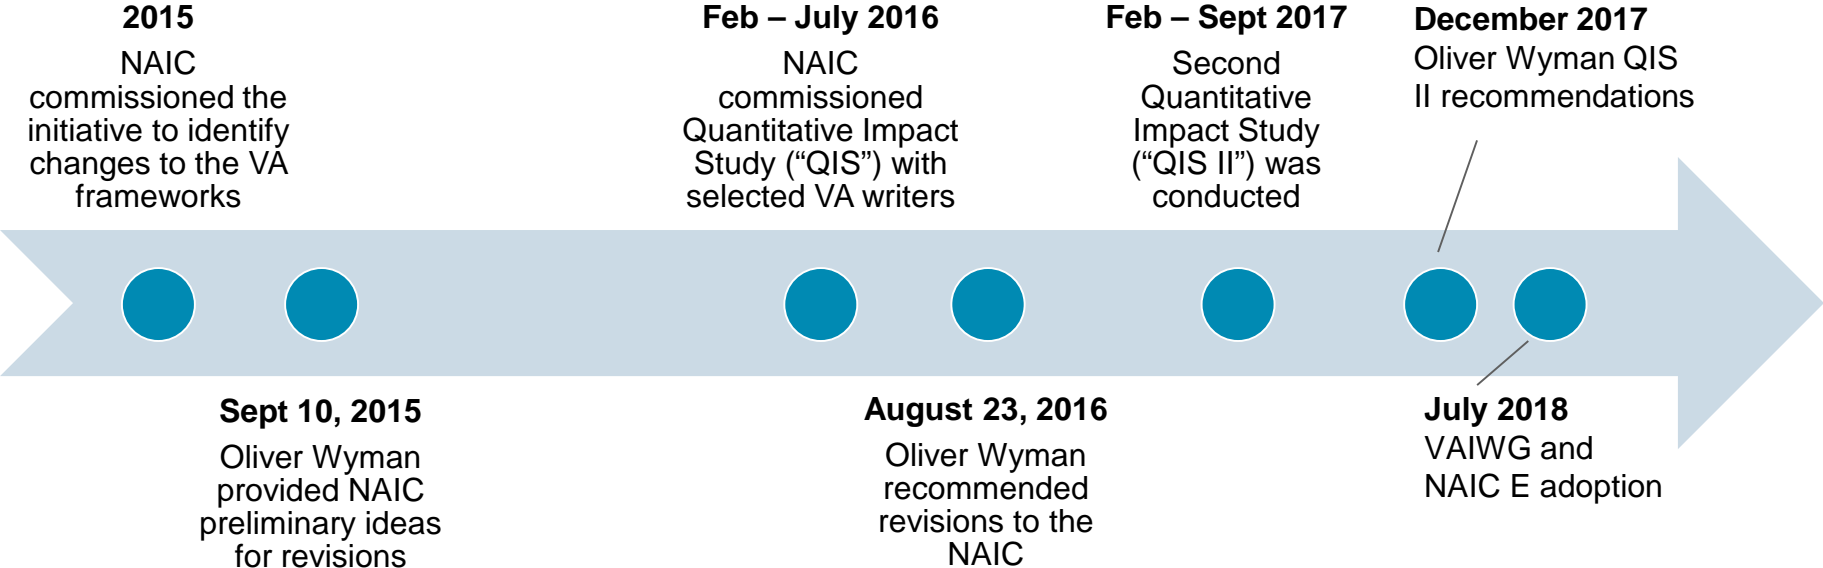 2015
NAIC
commissioned the
initiative to identify
changes to the VA
frameworks
Feb – July 2016
NAIC
commissioned
Quantitative Impact
Study (“QIS”) with
selected VA writers
Feb – Sept 2017
Second
Quantitative
Impact Study
(“QIS II”) was
conducted
December 2017
Oliver Wyman QIS
II recommendations
Sept 10, 2015
Oliver Wyman
provided NAIC
preliminary ideas
for revisions
August 23, 2016
Oliver Wyman
recommended
revisions to the
NAIC
July 2018
VAIWG and
NAIC E adoption